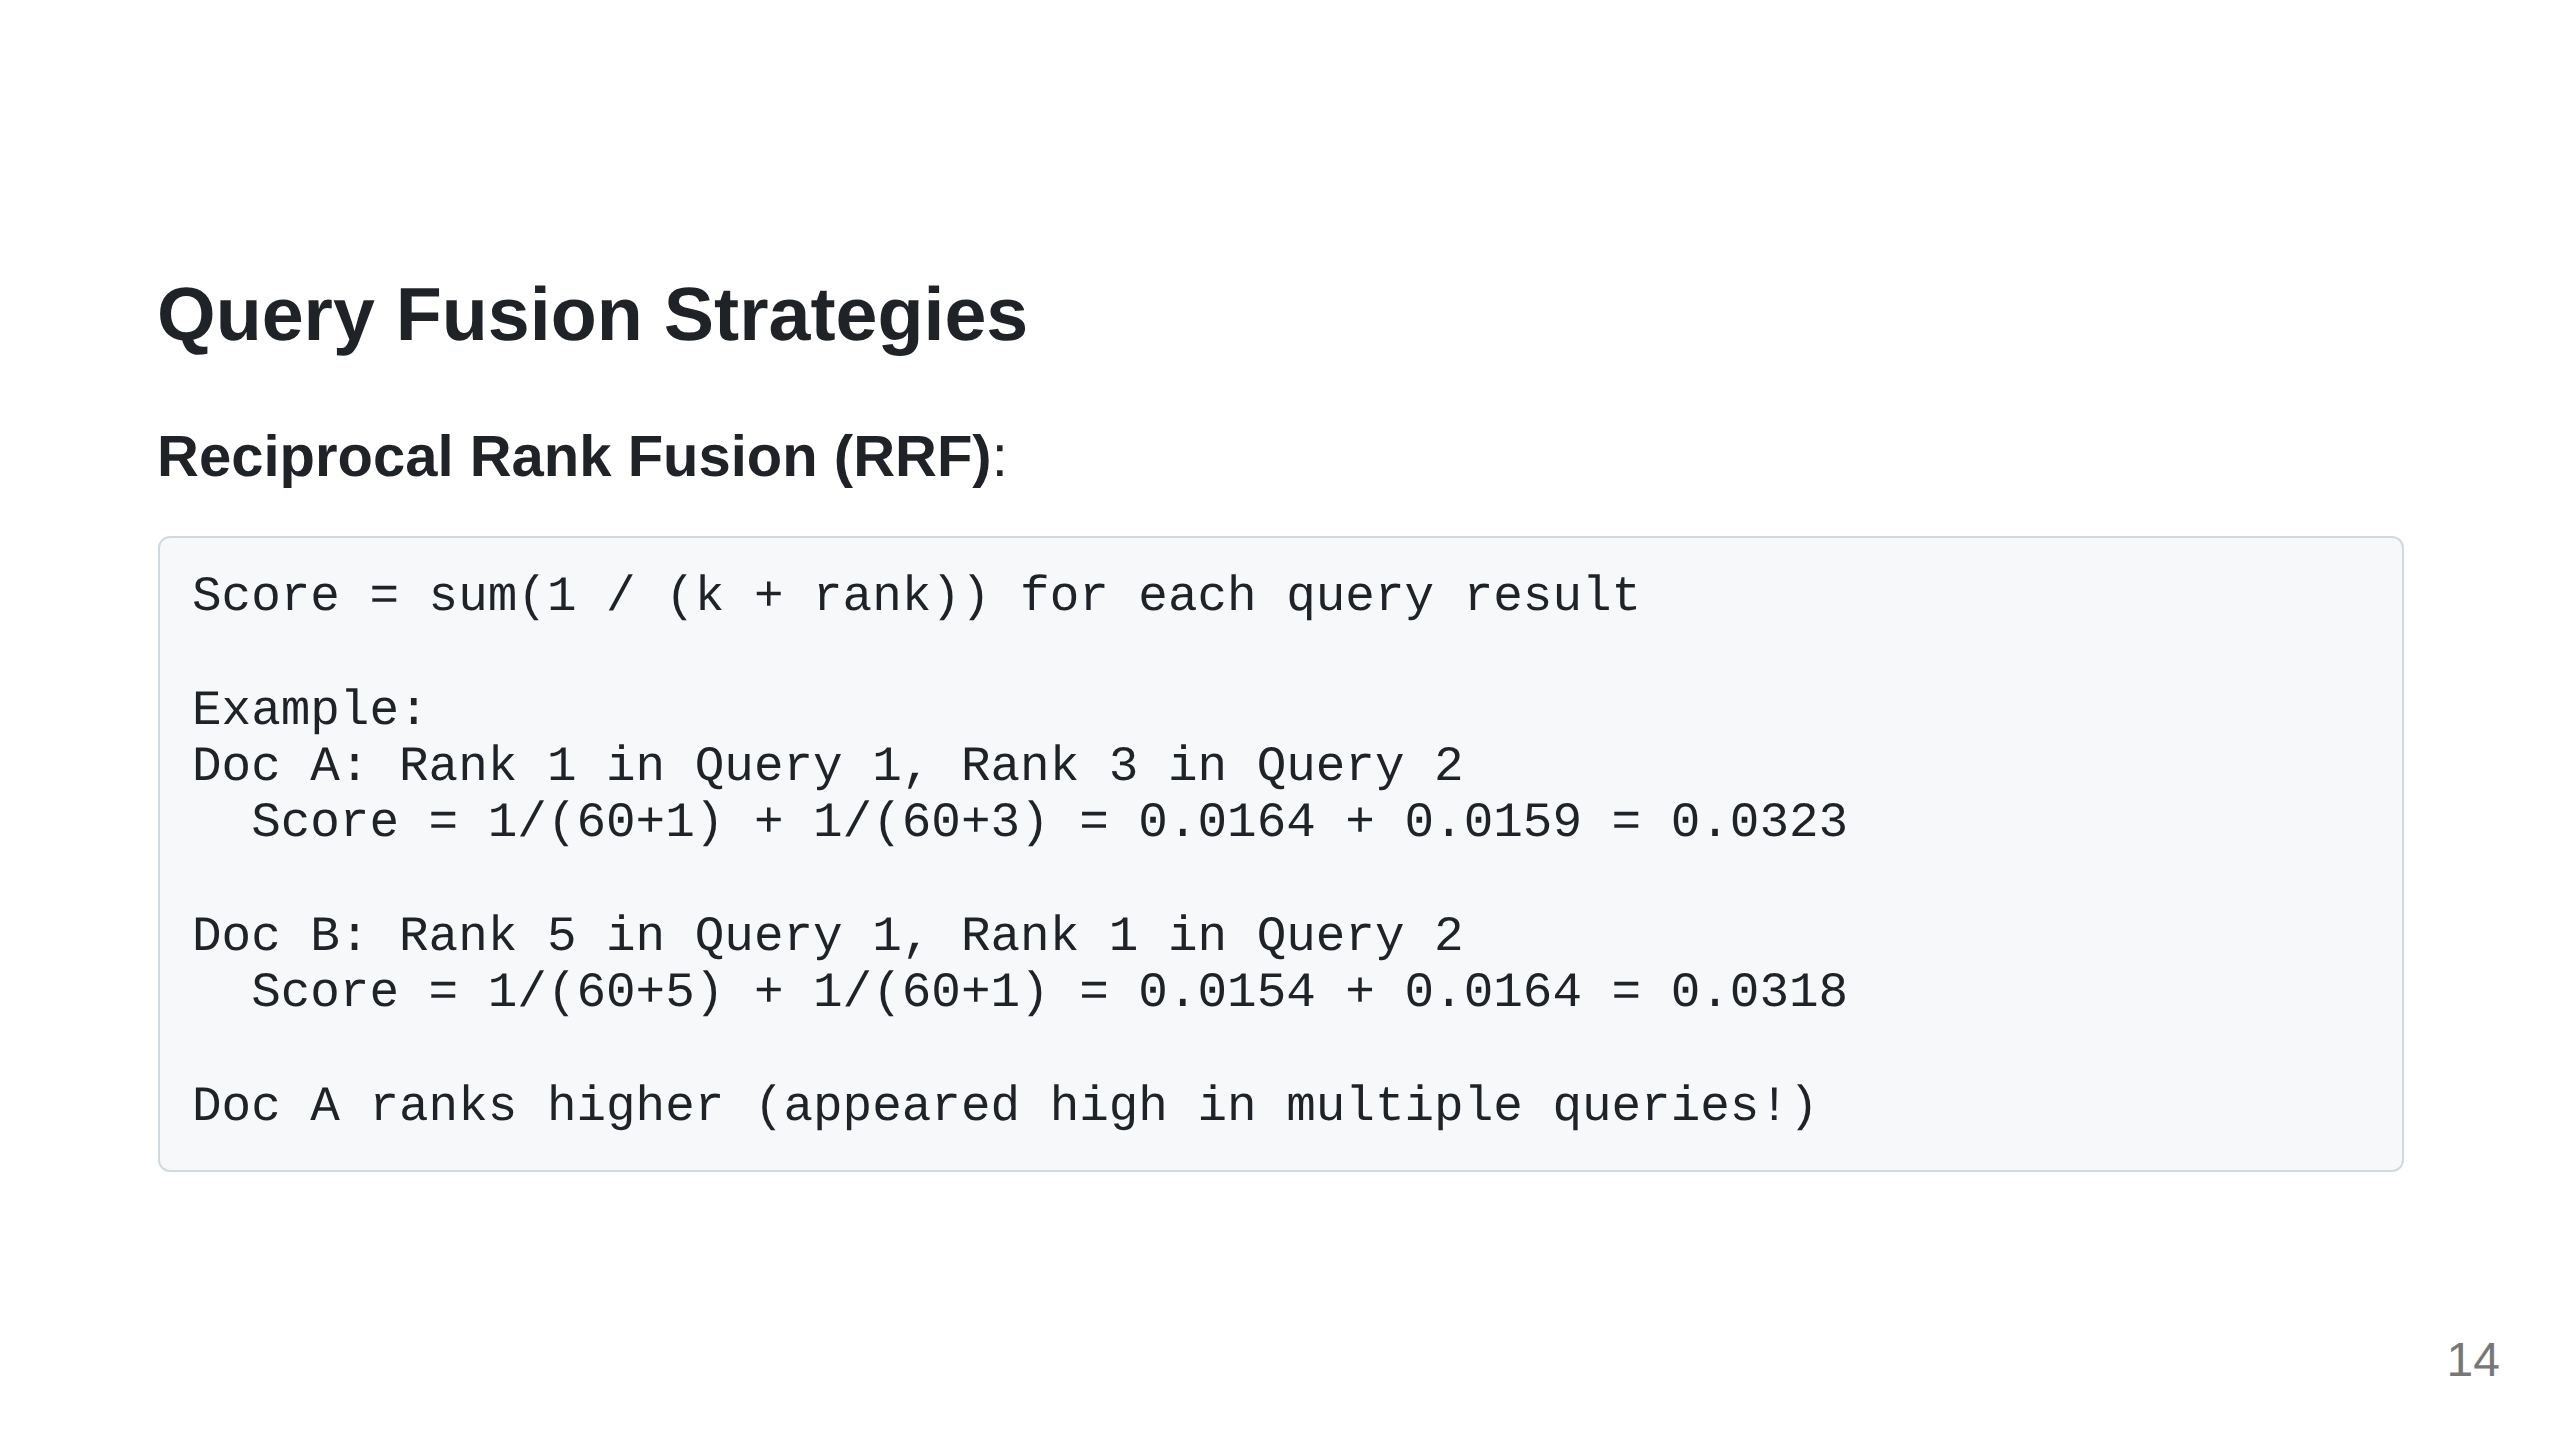 Query Fusion Strategies
Reciprocal Rank Fusion (RRF):
Score = sum(1 / (k + rank)) for each query result
Example:
Doc A: Rank 1 in Query 1, Rank 3 in Query 2
Score = 1/(60+1) + 1/(60+3) = 0.0164 + 0.0159 = 0.0323
Doc B: Rank 5 in Query 1, Rank 1 in Query 2
Score = 1/(60+5) + 1/(60+1) = 0.0154 + 0.0164 = 0.0318
Doc A ranks higher (appeared high in multiple queries!)
14